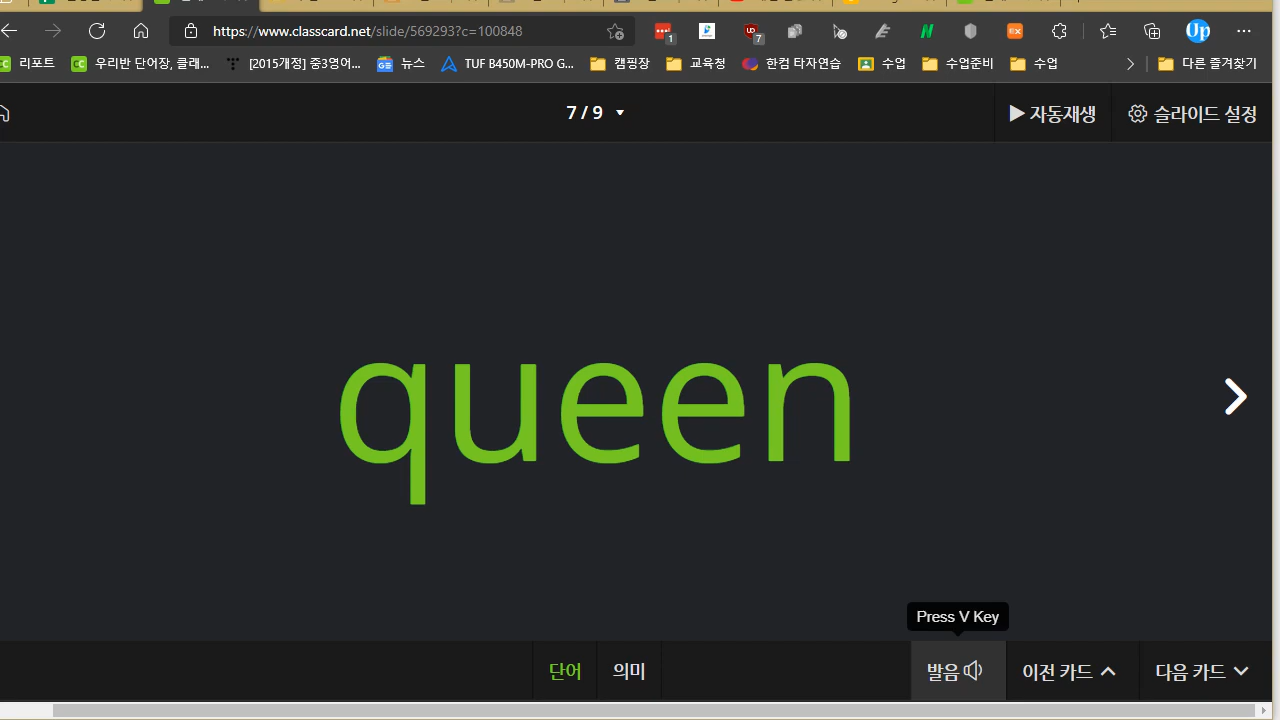 https://www.classcard.net/slide/569293?c=100848
1
7
Up
리포트 우리반 단어장, 클래... [2015개정] 중3영어... 뉴스 TUF B450M-PRO G... 캠핑장 교육청 한컴 타자연습 수업 수업준비 수업 다른 즐겨찾기
7 / 9 자동재생 슬라이드 설정
queen
Press V Key
단어 의미 발음 이전 카드 다음 카드